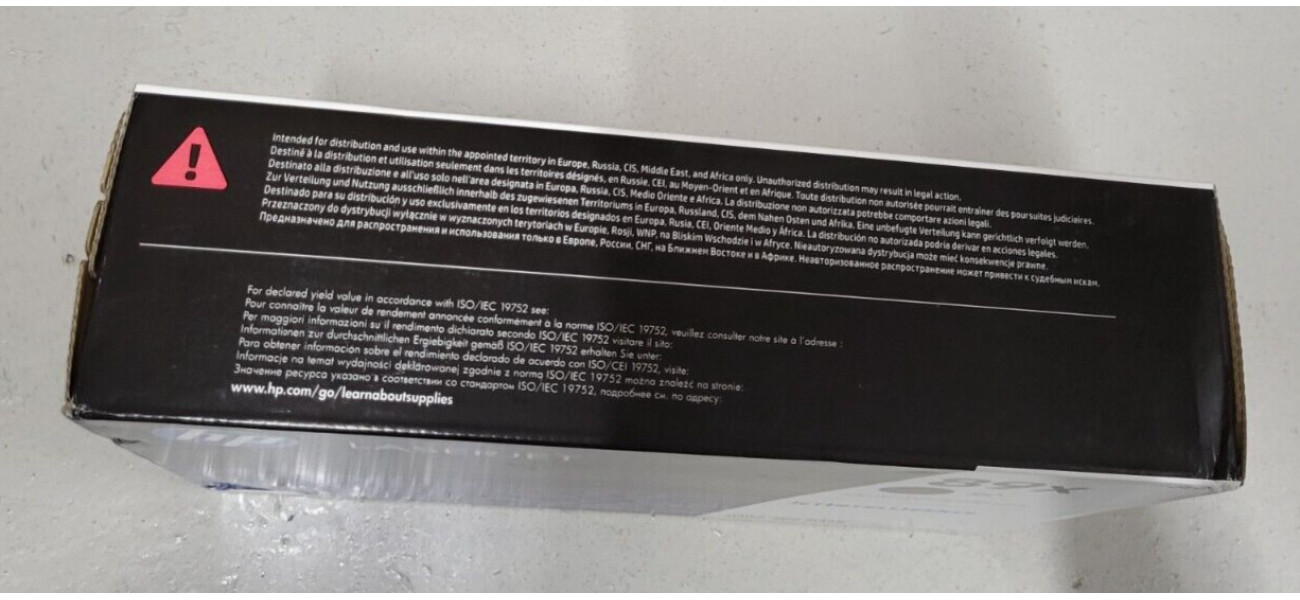 !
Intended for distribution and use within the appointed territory in Europe, Russia, CIS, Middle East, and Africa only. Unauthorized distribution may result in legal action.
Destiné à la distribution et utilisation seulement dans les territoires désignés, en Russie, CEI, au Moyen-Orient et en Afrique. Toute distribution non autorisée pourrait entraîner des poursuites judiciaires.
Destinato alla distribuzione e all'uso solo nell'area designata in Europa, Russia, CIS, Medio Oriente e Africa. La distribuzione non autorizzata potrebbe comportare azioni legali.
Zur Verteilung und Nutzung ausschließlich innerhalb des zugewiesenen Territoriums in Europa, Russland, CIS, dem Nahen Osten und Afrika. Eine unbefugte Verteilung kann gerichtlich verfolgt werden.
Destinado para su distribución y uso exclusivamente en los territorios designados en Europa, Rusia, CEI, Oriente Medio y África. La distribución no autorizada podría derivar en acciones legales.
Przeznaczony do dystrybucji wyłącznie w wyznaczonych terytoriach w Europie, Rosji, WNP, na Bliskim Wschodzie i w Afryce. Nieautoryzowana dystrybucja może mieć konsekwencje prawne.
Предназначено для распространения и использования только в Европе, России, СНГ, на Ближнем Востоке и в Африке. Неавторизованное распространение может привести к судебным искам.
For declared yield value in accordance with ISO/IEC 19752 see:
Pour connaître la valeur de rendement annoncée conformément à la norme ISO/IEC 19752, veuillez consulter notre site à l'adresse :
Per maggiori informazioni su il rendimento dichiarato secondo ISO/IEC 19752 visitare il sito:
Informationen zur durchschnittlichen Ergiebigkeit gemäß ISO/IEC 19752 erhalten Sie unter:
Para obtener información sobre el rendimiento declarado de acuerdo con ISO/CEI 19752, visite:
Informacje na temat wydajności deklarowanej zgodnie z norma ISO/IEC 19752 można znaleźć na stronie:
Значение ресурса указано в соответствии со стандартом ISO/IEC 19752, подробнее см. по адресу:
www.hp.com/go/learnaboutsupplies
hp
89X